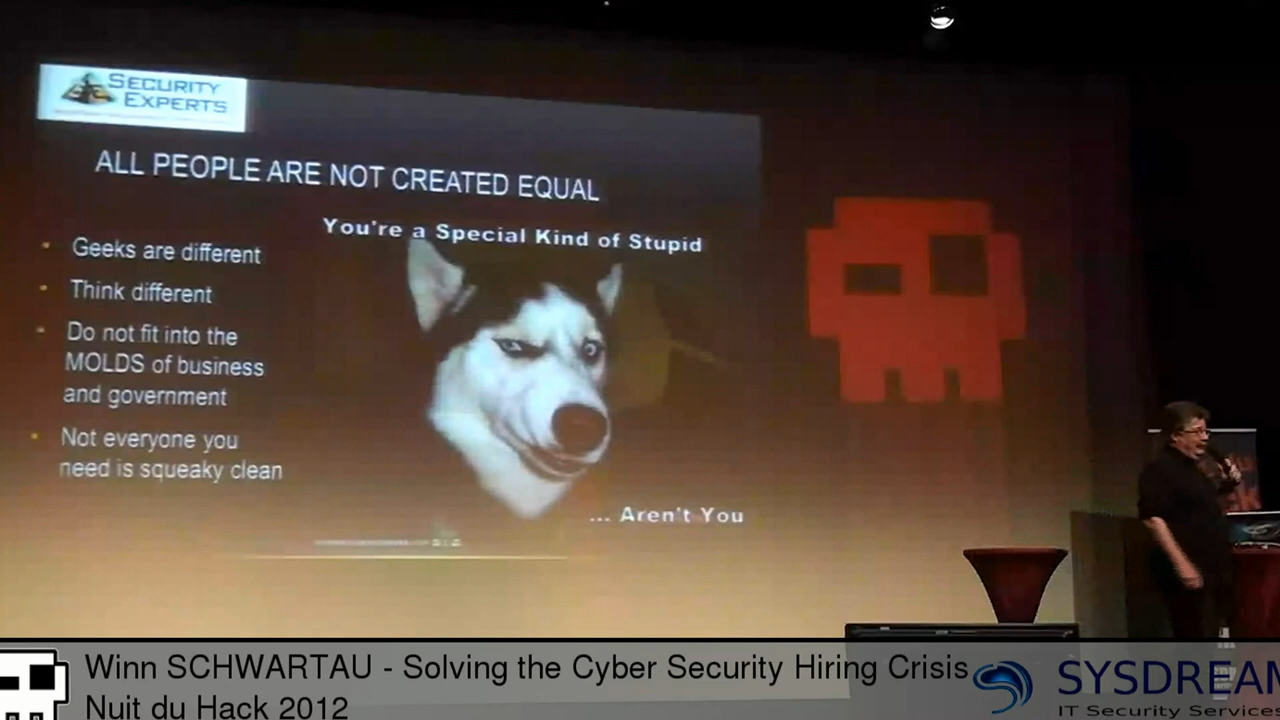 SECURITY
EXPERTS
ALL PEOPLE ARE NOT CREATED EQUAL
You're a Special Kind of Stupid
Geeks are different
Think different
Do not fit into the
MOLDS of business
and government
Not everyone you
need is squeaky clean
... Aren't You
Winn SCHWARTAU - Solving the Cyber Security Hiring Crisis
Nuit du Hack 2012
SYSDREAM
IT Security Services